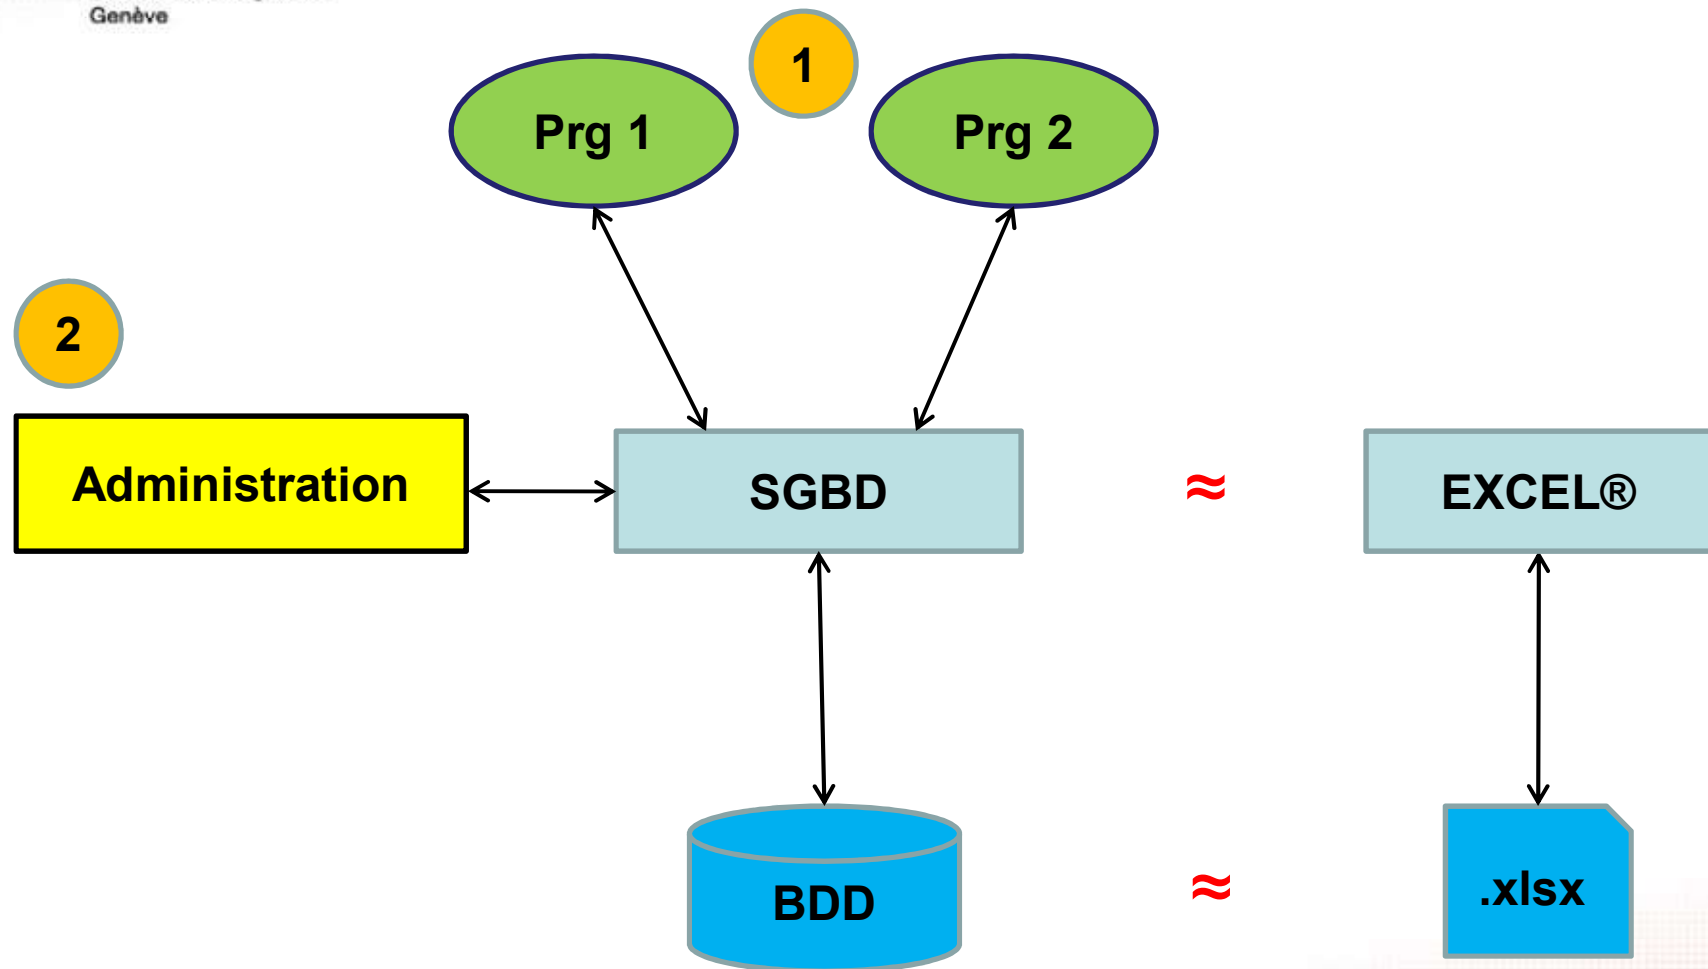 Genève
1
Prg 1
Prg 2
2
Administration
SGBD
≈
EXCEL®
BDD
≈
.xlsx